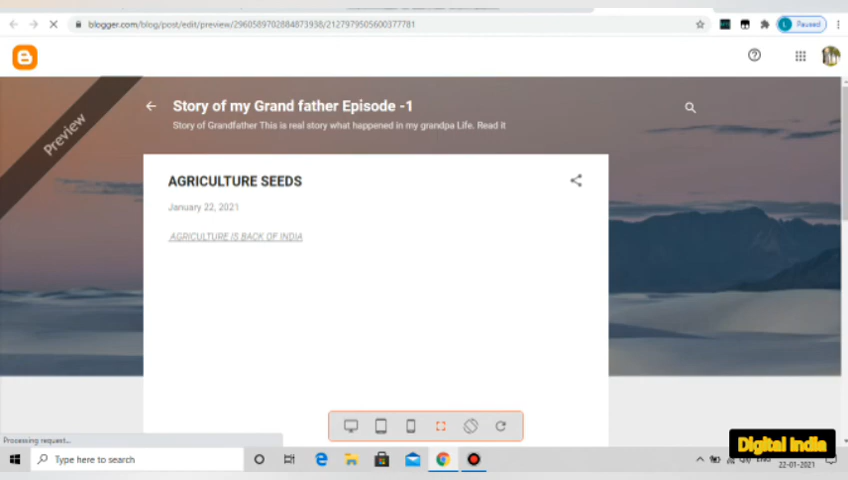 blogger.com/blog/post/edit/preview/2960589702884873938/2127979505600377781
L
Paused
Preview
Story of my Grand father Episode -1
Story of Grandfather This is real story what happened in my grandpa Life. Read it
AGRICULTURE SEEDS
January 22, 2021
AGRICULTURE IS BACK OF INDIA
Processing request...
Digital India
Type here to search
22-01-2021